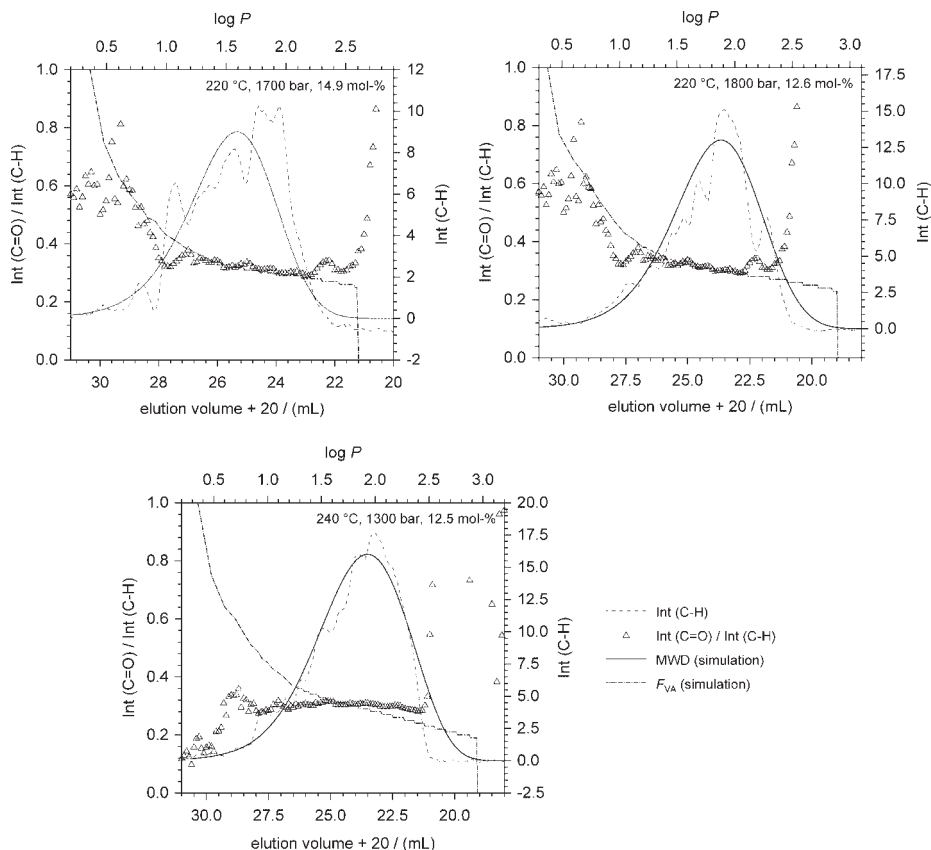 log P
0.5 1.0 1.5 2.0 2.5
220 °C, 1700 bar, 14.9 mol-%
Int (C=O) / Int (C-H)
1.0
0.8
0.6
0.4
0.2
0.0
12
10
8
6
4
2
0
-2
Int (C-H)
30 28 26 24 22 20
elution volume + 20 / (mL)
log P
0.5 1.0 1.5 2.0 2.5 3.0
220 °C, 1800 bar, 12.6 mol-%
Int (C=O) / Int (C-H)
1.0
0.8
0.6
0.4
0.2
0.0
17.5
15.0
12.5
10.0
7.5
5.0
2.5
0.0
Int (C-H)
30.0 27.5 25.0 22.5 20.0
elution volume + 20 / (mL)
log P
0.5 1.0 1.5 2.0 2.5 3.0
240 °C, 1300 bar, 12.5 mol-%
Int (C=O) / Int (C-H)
1.0
0.8
0.6
0.4
0.2
0.0
20.0
17.5
15.0
12.5
10.0
7.5
5.0
2.5
0.0
-2.5
Int (C-H)
30.0 27.5 25.0 22.5 20.0
elution volume + 20 / (mL)
Int (C-H)
Int (C=O) / Int (C-H)
MWD (simulation)
FVA (simulation)